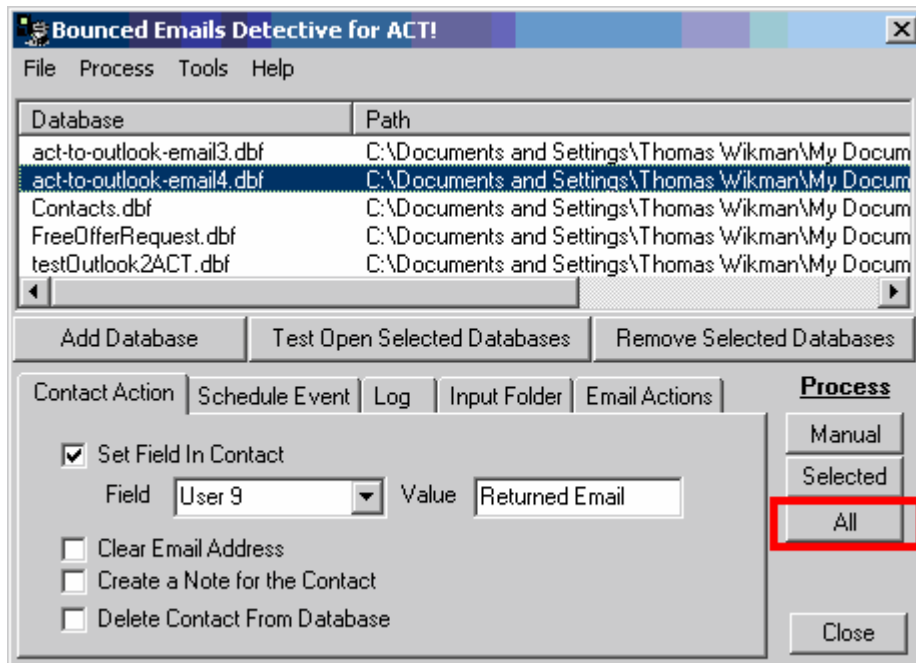 Bounced Emails Detective for ACT!
File Process Tools Help
Database Path
act-to-outlook-email3.dbf C:\Documents and Settings\Thomas Wikman\My Docum
act-to-outlook-email4.dbf C:\Documents and Settings\Thomas Wikman\My Docum
Contacts.dbf C:\Documents and Settings\Thomas Wikman\My Docum
FreeOfferRequest.dbf C:\Documents and Settings\Thomas Wikman\My Docum
testOutlook2ACT.dbf C:\Documents and Settings\Thomas Wikman\My Docum
Add Database Test Open Selected Databases Remove Selected Databases
Contact Action Schedule Event Log Input Folder Email Actions Process
Manual
Set Field In Contact
Selected
Field User 9 Value Returned Email
All
Clear Email Address
Create a Note for the Contact
Delete Contact From Database
Close